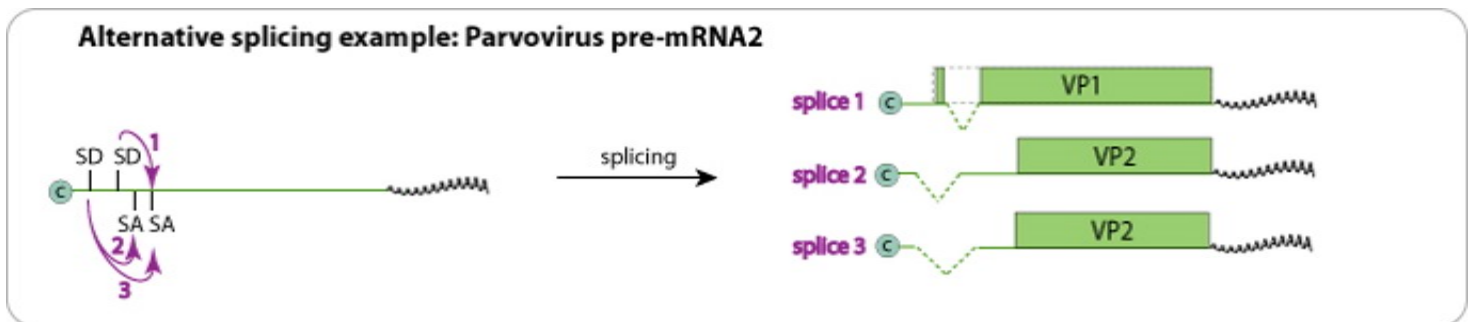 Alternative splicing example: Parvovirus pre-mRNA2
splice 1 C VP1
1
SD SD
splicing
VP2
splice 2 C
C
SA SA
2
VP2
splice 3 C
3